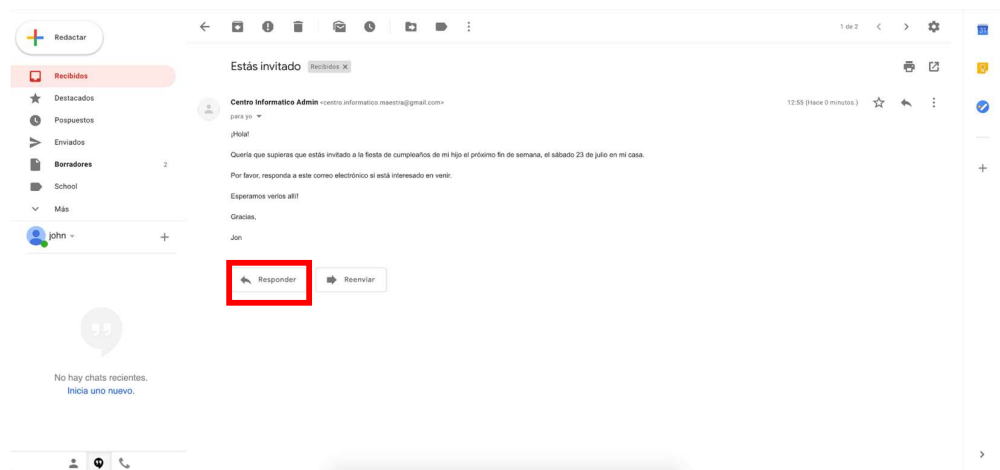 Redactar
1 de 2
Recibidos
Destacados
Pospuestos
Enviados
Borradores 2
School
Más
john
No hay chats recientes.
Inicia uno nuevo.
Estás invitado Recibidos X
Centro Informatico Admin <centro.informatico.maestra@gmail.com> 12:55 (Hace 0 minutos.)
para yo
¡Hola!
Quería que supieras que estás invitado a la fiesta de cumpleaños de mi hijo el próximo fin de semana, el sábado 23 de julio en mi casa.
Por favor, responda a este correo electrónico si está interesado en venir.
Esperamos verlos allí!
Gracias,
Jon
Responder Reenviar
31